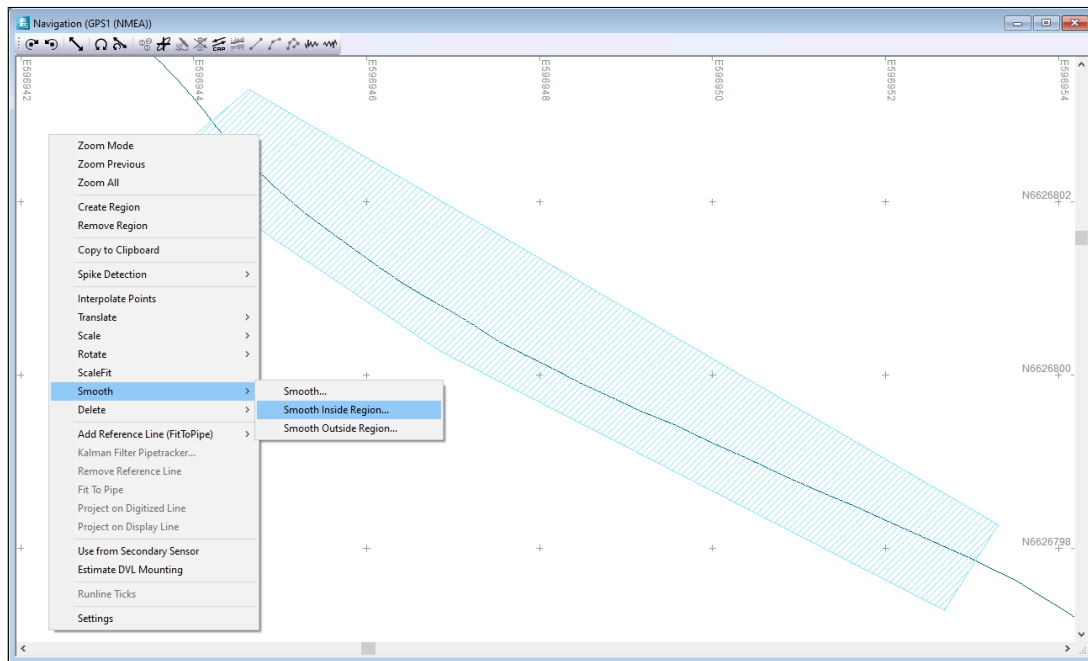 Navigation (GPS1 (NMEA))
E596942
E596944
E596946
E596948
E596950
E596952
E596954
Zoom Mode
Zoom Previous
Zoom All
Create Region
Remove Region
Copy to Clipboard
Spike Detection
Interpolate Points
Translate
Scale
Rotate
ScaleFit
Smooth
Delete
Add Reference Line (FitToPipe)
Kalman Filter Pipetracker...
Remove Reference Line
Fit To Pipe
Project on Digitized Line
Project on Display Line
Use from Secondary Sensor
Estimate DVL Mounting
Runline Ticks
Settings
Smooth...
Smooth Inside Region...
Smooth Outside Region...
N6626802
N6626800
N6626798